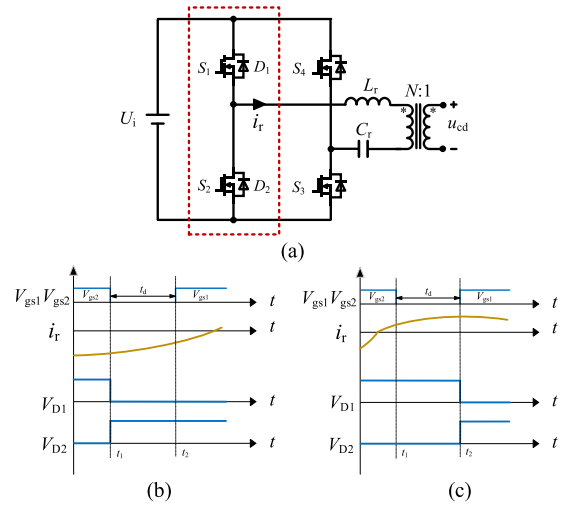 S1 D1 S4
Lr N:1
* *
+
Ui ir Cr ucd
-
S2 D2 S3
(a)
Vgs1 Vgs2 Vgs2 td Vgs1 t
ir t
VD1 t
VD2 t1 t2 t
(b)
Vgs1 Vgs2 Vgs2 td Vgs1 t
ir t
VD1 t
VD2 t1 t2 t
(c)